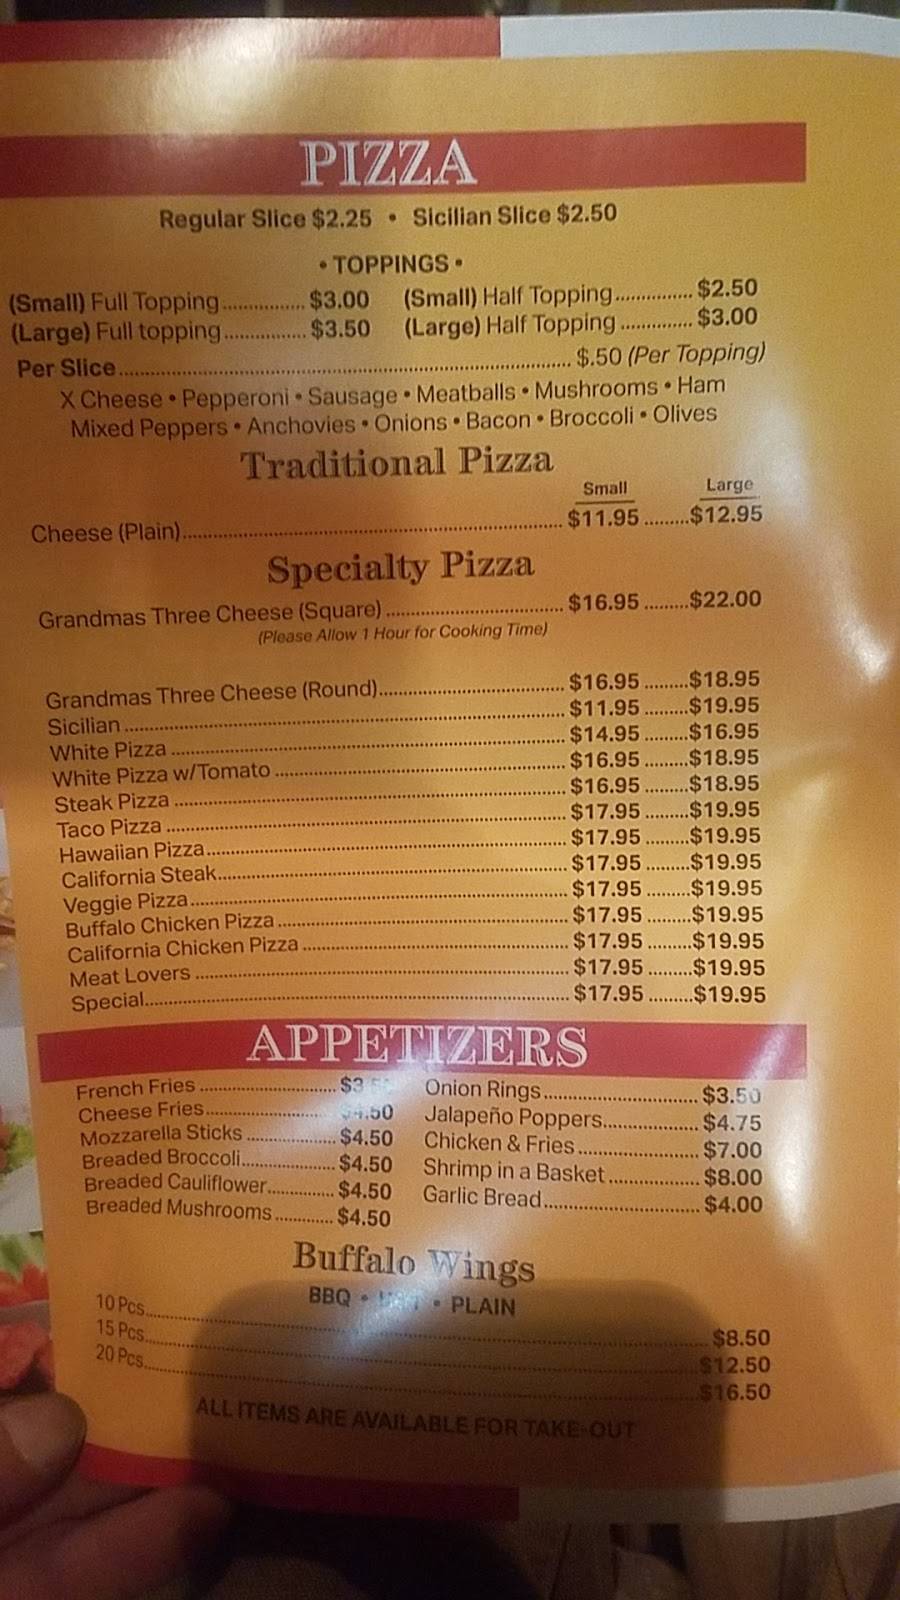 PIZZA
Regular Slice $2.25 • Sicilian Slice $2.50
• TOPPINGS •
(Small) Full Topping............... $3.00 (Small) Half Topping.............. $2.50
(Large) Full topping............... $3.50 (Large) Half Topping ............. $3.00
Per Slice.............................. $.50 (Per Topping)
X Cheese • Pepperoni • Sausage • Meatballs • Mushrooms • Ham
Mixed Peppers • Anchovies • Onions • Bacon • Broccoli • Olives
Traditional Pizza
Small Large
Cheese (Plain).............................. $11.95 ........$12.95
Specialty Pizza
Grandmas Three Cheese (Square) .............................. $16.95 ........$22.00
(Please Allow 1 Hour for Cooking Time)
Grandmas Three Cheese (Round).............................. $16.95 ........$18.95
Sicilian .............................. $11.95 ........$19.95
White Pizza .............................. $14.95 ........$16.95
White Pizza w/Tomato .............................. $16.95 ........$18.95
Steak Pizza .............................. $16.95 ........$18.95
Taco Pizza .............................. $17.95 ........$19.95
Hawaiian Pizza.............................. $17.95 ........$19.95
California Steak.............................. $17.95 ........$19.95
Veggie Pizza.............................. $17.95 ........$19.95
Buffalo Chicken Pizza .............................. $17.95 ........$19.95
California Chicken Pizza .............................. $17.95 ........$19.95
Meat Lovers .............................. $17.95 ........$19.95
Special.............................. $17.95 ........$19.95
APPETIZERS
French Fries ........................ Onion Rings............................ $3.50
Cheese Fries..................... $4.50 Jalapeño Poppers................. $4.75
Mozzarella Sticks ................ $4.50 Chicken & Fries..................... $7.00
Breaded Broccoli................. $4.50 Shrimp in a Basket ................ $8.00
Breaded Cauliflower............ $4.50 Garlic Bread............................ $4.00
Breaded Mushrooms ........... $4.50
Buffalo Wings
BBQ • • PLAIN
10 Pcs.............................. $8.50
15 Pcs.............................. $12.50
20 Pcs.............................. $16.50
ALL ITEMS ARE AVAILABLE FOR TAKE-OUT